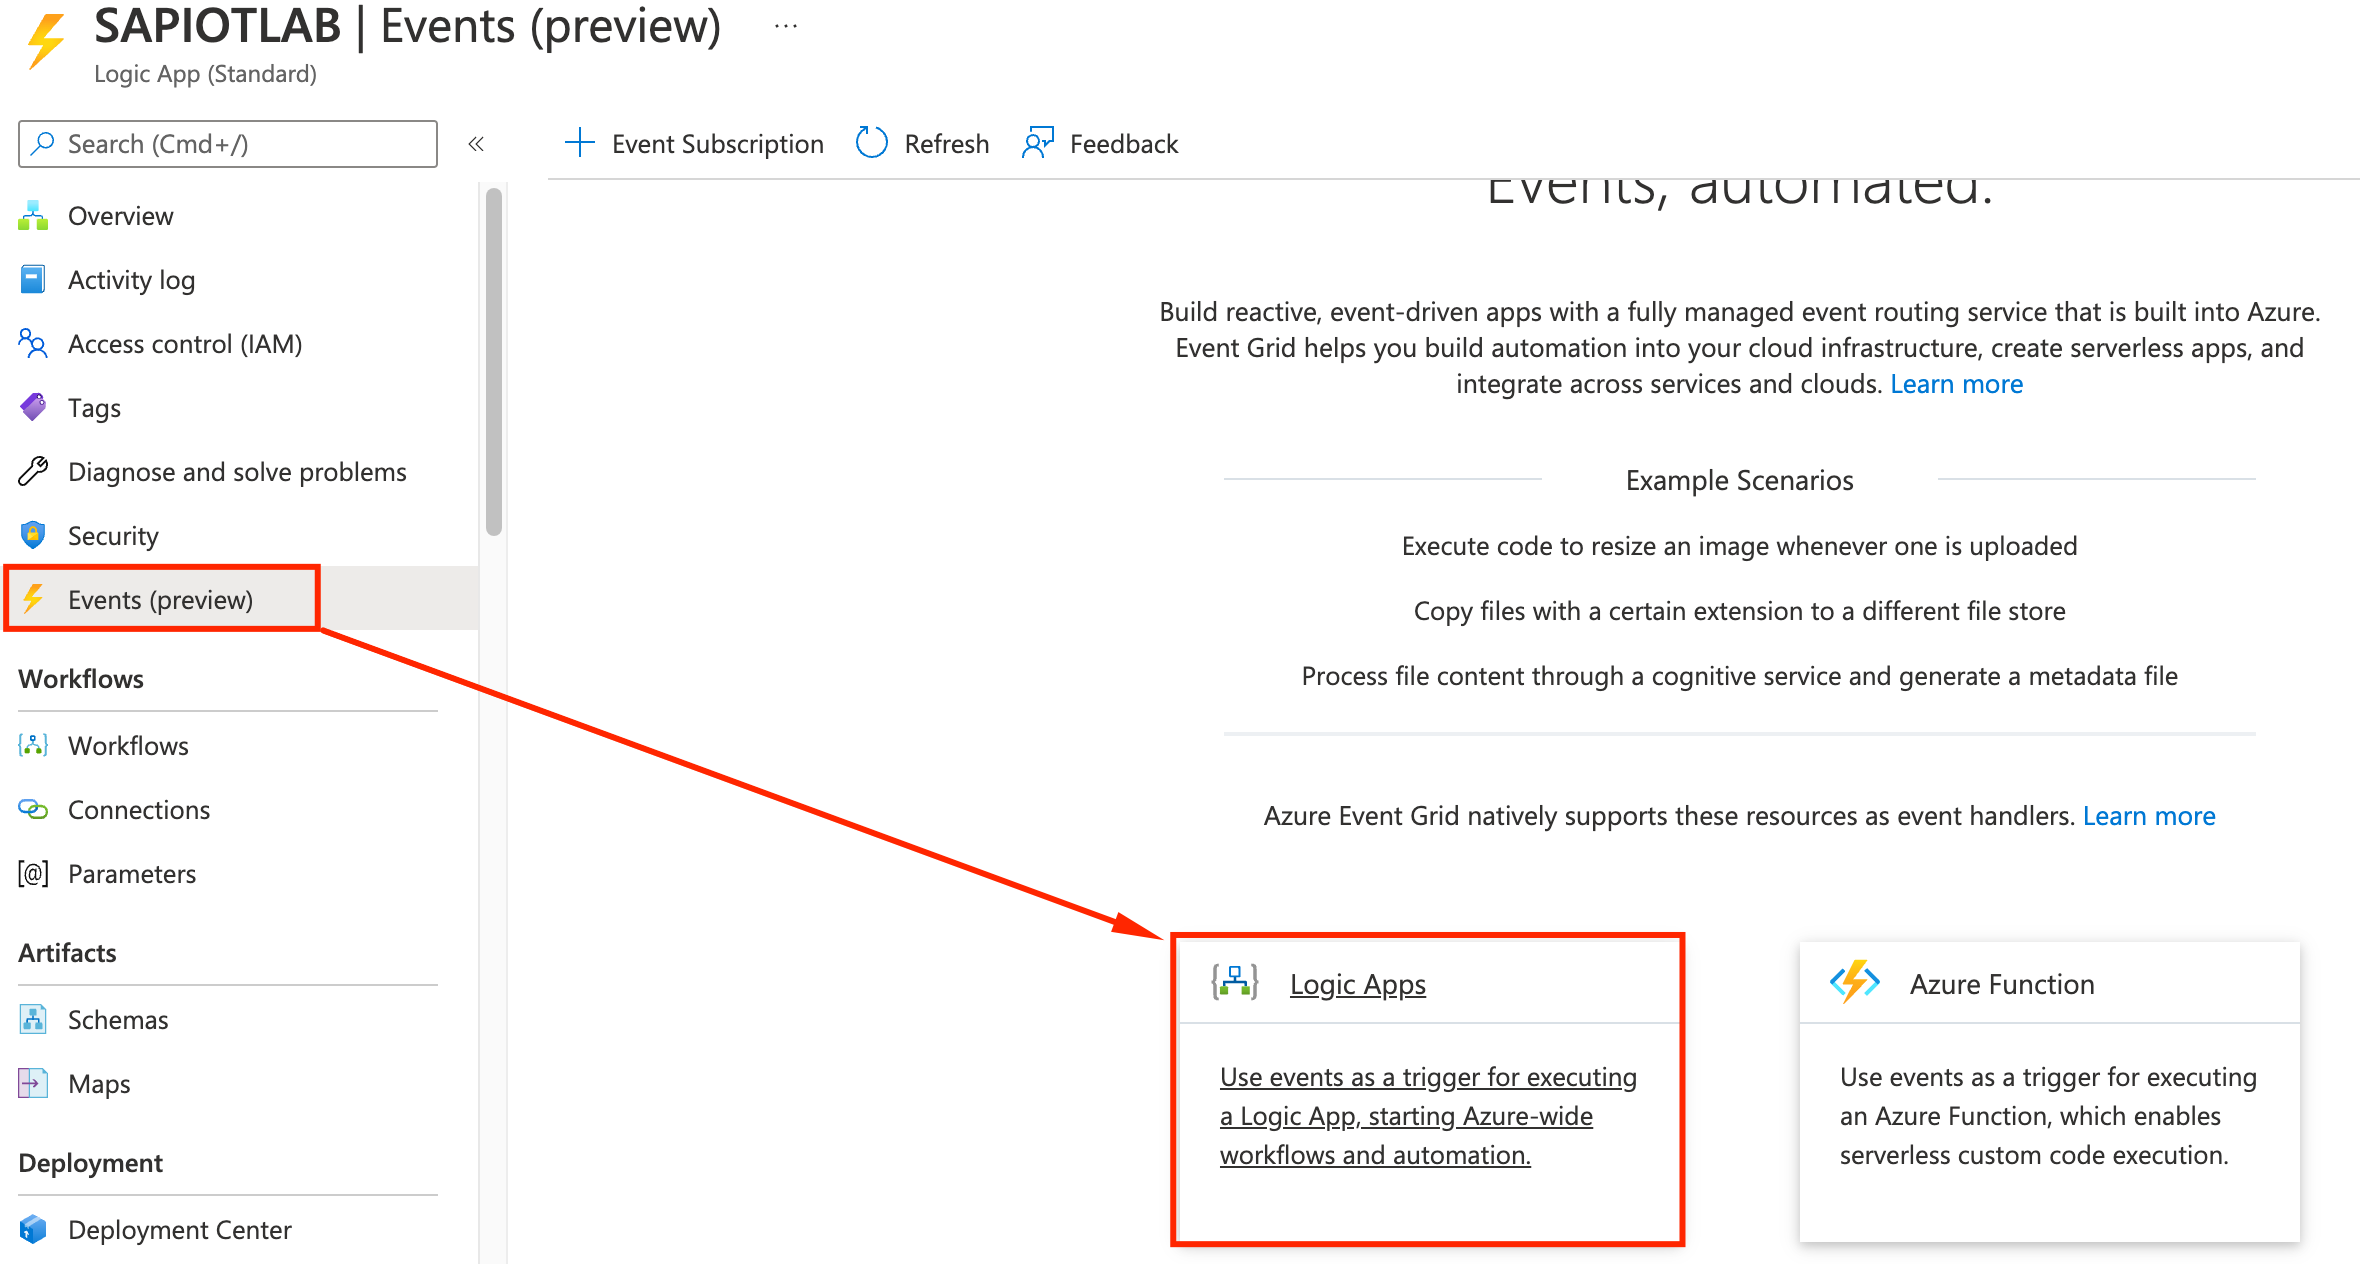 SAPIOTLAB | Events (preview) ...
Logic App (Standard)
Search (Cmd+/)
«
Overview
Activity log
Access control (IAM)
Tags
Diagnose and solve problems
Security
Events (preview)
Workflows
Workflows
Connections
[@] Parameters
Artifacts
Schemas
Maps
Deployment
Deployment Center
Event Subscription
Refresh
Feedback
Events, automated.
Build reactive, event-driven apps with a fully managed event routing service that is built into Azure.
Event Grid helps you build automation into your cloud infrastructure, create serverless apps, and
integrate across services and clouds. Learn more
Example Scenarios
Execute code to resize an image whenever one is uploaded
Copy files with a certain extension to a different file store
Process file content through a cognitive service and generate a metadata file
Azure Event Grid natively supports these resources as event handlers. Learn more
Logic Apps
Use events as a trigger for executing
a Logic App, starting Azure-wide
workflows and automation.
Azure Function
Use events as a trigger for executing
an Azure Function, which enables
serverless custom code execution.